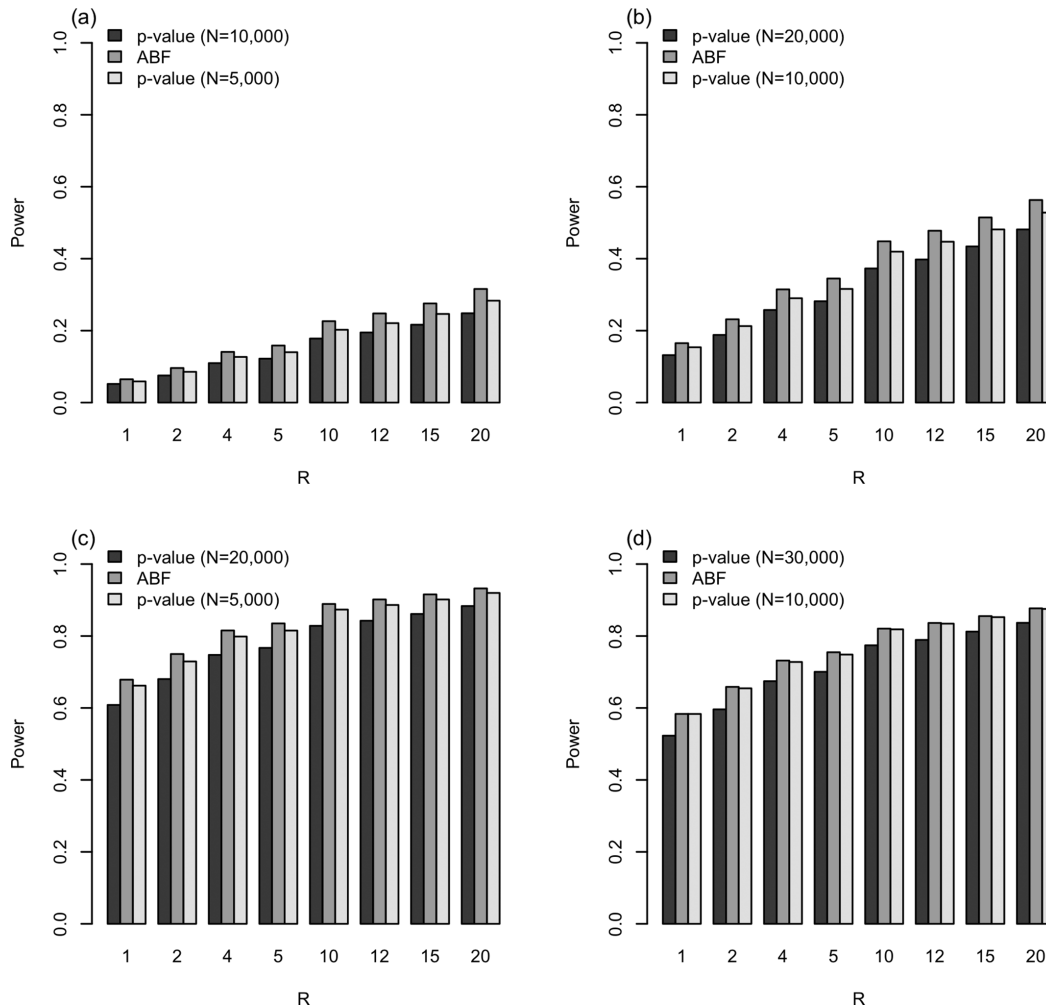 (a)
p-value (N=10,000)
ABF
p-value (N=5,000)
Power
0.0 0.2 0.4 0.6 0.8 1.0
1 2 4 5 10 12 15 20
R
(b)
p-value (N=20,000)
ABF
p-value (N=10,000)
Power
0.0 0.2 0.4 0.6 0.8 1.0
1 2 4 5 10 12 15 20
R
(c)
p-value (N=20,000)
ABF
p-value (N=5,000)
Power
0.0 0.2 0.4 0.6 0.8 1.0
1 2 4 5 10 12 15 20
R
(d)
p-value (N=30,000)
ABF
p-value (N=10,000)
Power
0.0 0.2 0.4 0.6 0.8 1.0
1 2 4 5 10 12 15 20
R